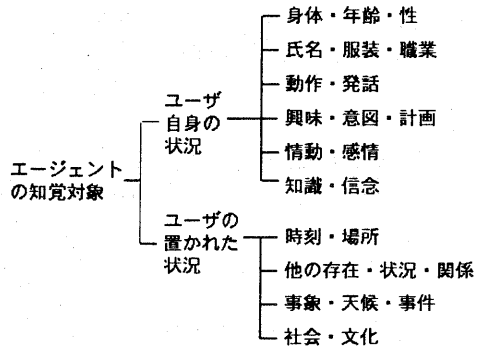 エージェント
の知覚対象
ユーザ
自身の
状況
身体・年齢・性
氏名・服装・職業
動作・発話
興味・意図・計画
情動・感情
知識・信念
ユーザの
置かれた
状況
時刻・場所
他の存在・状況・関係
事象・天候・事件
社会・文化